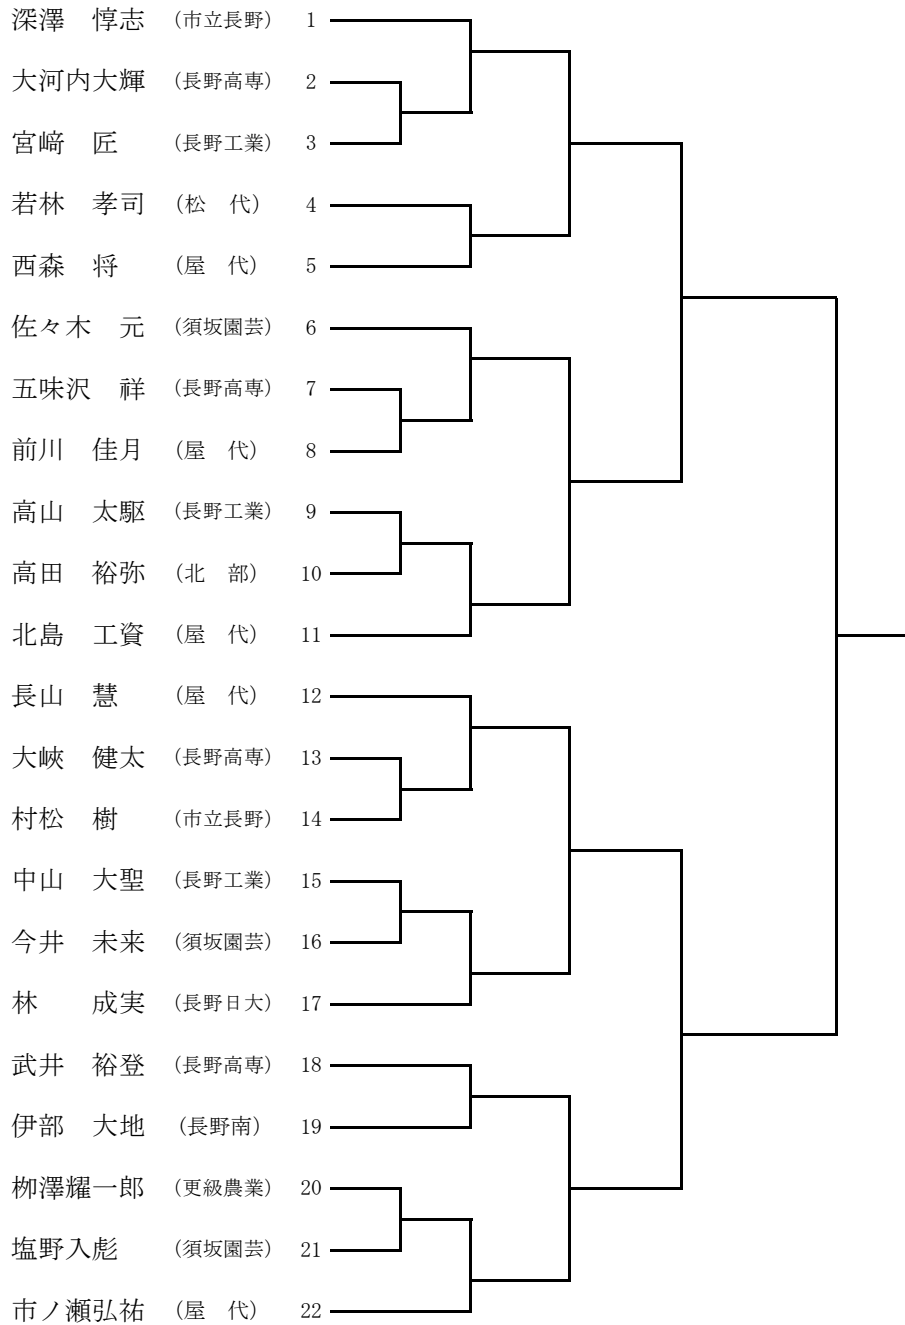 深澤　惇志　（市立長野）　1
大河内大輝　（長野高専）　2
宮﨑　匠　（長野工業）　3
若林　孝司　（松　代）　4
西森　将　（屋　代）　5
佐々木　元　（須坂園芸）　6
五味沢　祥　（長野高専）　7
前川　佳月　（屋　代）　8
高山　太駆　（長野工業）　9
高田　裕弥　（北　部）　10
北島　工資　（屋　代）　11
長山　慧　（屋　代）　12
大峽　健太　（長野高専）　13
村松　樹　（市立長野）　14
中山　大聖　（長野工業）　15
今井　未来　（須坂園芸）　16
林　　成実　（長野日大）　17
武井　裕登　（長野高専）　18
伊部　大地　（長野南）　19
栁澤耀一郎　（更級農業）　20
塩野入彪　（須坂園芸）　21
市ノ瀬弘祐　（屋　代）　22